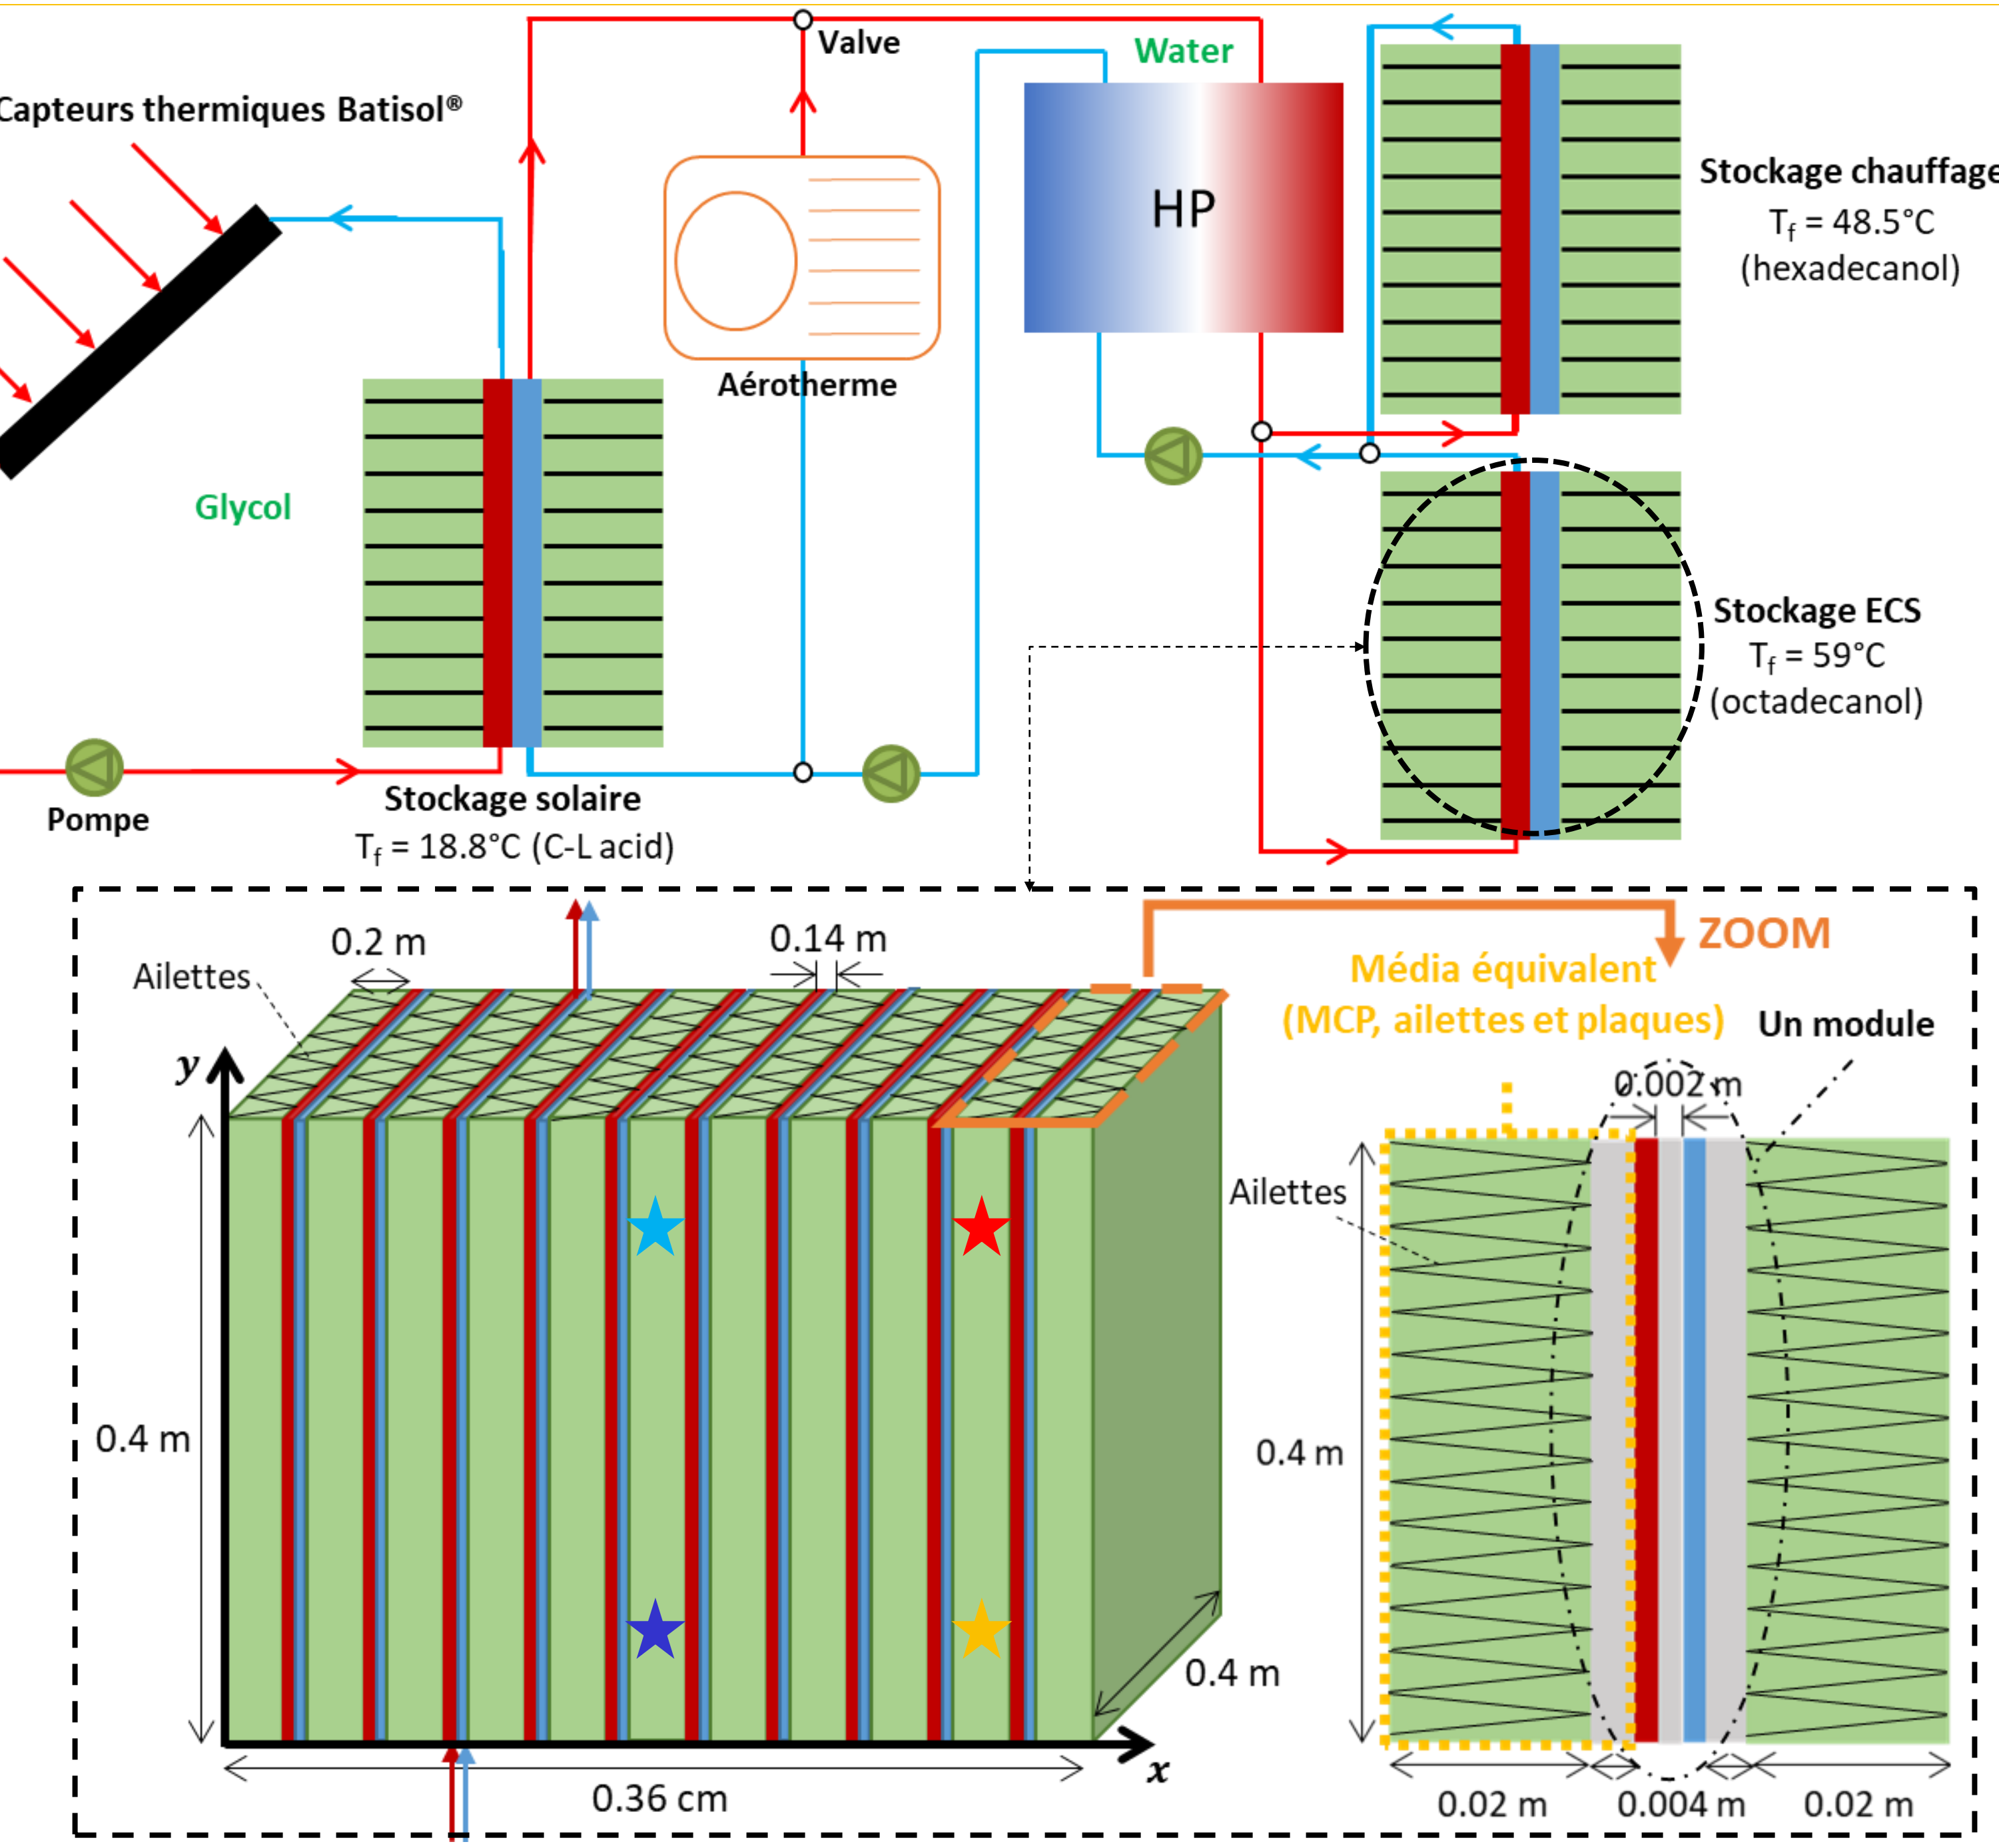 Valve
Water
Capteurs thermiques Batisol®
HP
Stockage chauffage
Tf = 48.5°C
(hexadecanol)
Aérotherme
Glycol
Stockage ECS
Tf = 59°C
(octadecanol)
Pompe
Stockage solaire
Tf = 18.8°C (C-L acid)
0.2 m
0.14 m
Ailettes
ZOOM
Média équivalent
(MCP, ailettes et plaques)
Un module
y
0.002 m
Ailettes
0.4 m
0.4 m
0.4 m
x
0.36 cm
0.02 m
0.004 m
0.02 m